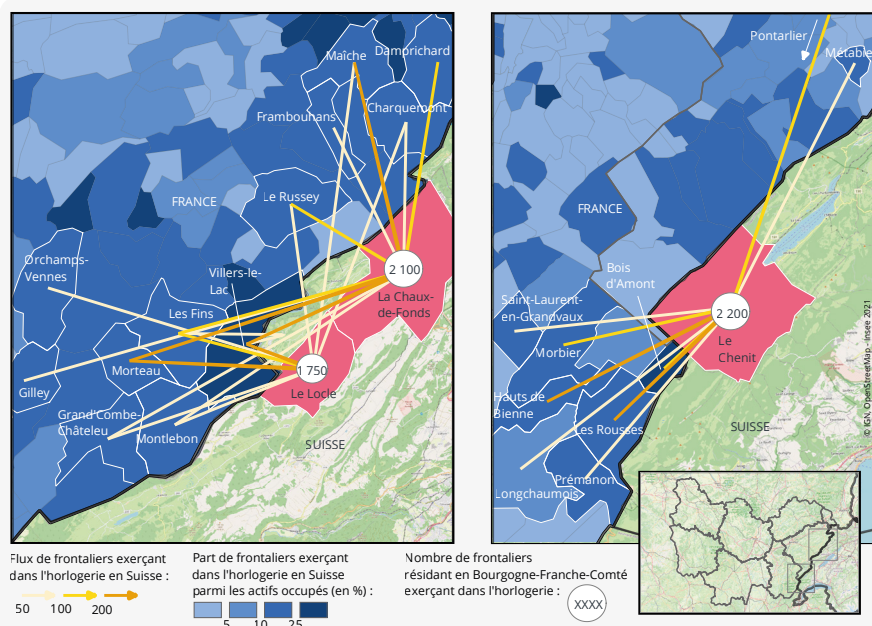 Maîche
Damprichard
Frambouhans
Charquemont
FRANCE
Le Russey
Orchamps-
Vennes
Villers-le-
Lac
2 100
La Chaux-
de-Fonds
Les Fins
Morteau
1 750
Le Locle
Gilley
Grand'Combe-
Châteleu
Montlebon
SUISSE
Pontarlier
Métabie
FRANCE
Bois
d'Amont
Saint-Laurent-
en-Grandvaux
2 200
Le
Chenit
Morbier
Hauts de
Bienne
Les Rousses
SUISSE
Prémanon
Longchaumois
© IGN, OpenStreetMap - Insee 2021
Flux de frontaliers exerçant
dans l'horlogerie en Suisse :
50 100 200
Part de frontaliers exerçant
dans l'horlogerie en Suisse
parmi les actifs occupés (en %) :
5 10 25
Nombre de frontaliers
résidant en Bourgogne-Franche-Comté
exerçant dans l'horlogerie :
XXXX